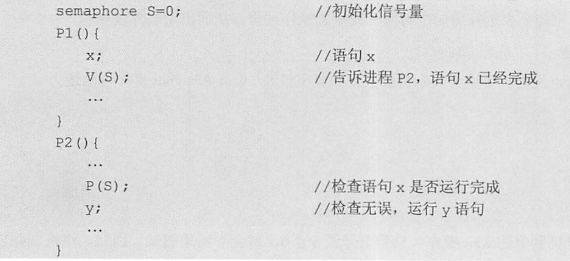 semaphore S=0; //初始化信号量
P1(){
x; //语句 x
V(S); //告诉进程 P2，语句 x 已经完成
…
}
P2(){
…
P(S); //检查语句 x 是否运行完成
y; //检查无误，运行 y 语句
…
}